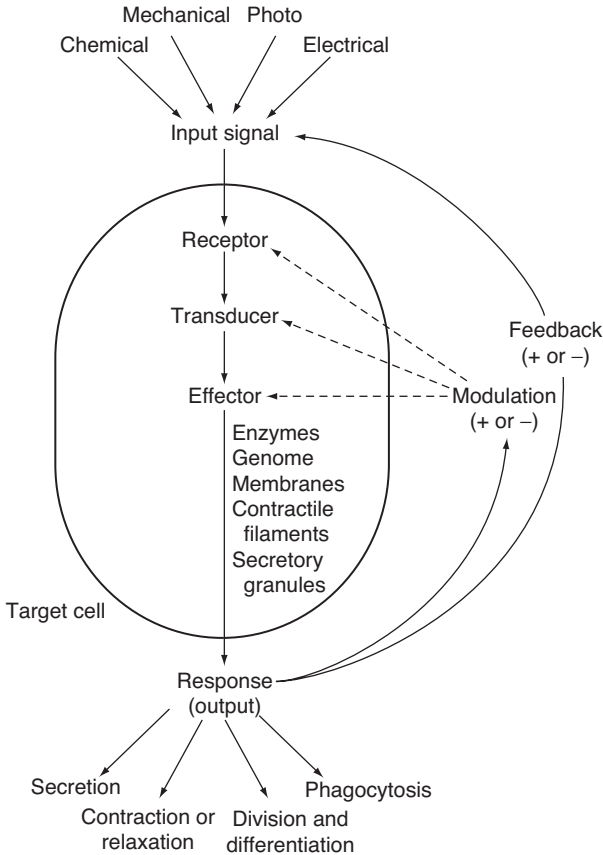 Mechanical Photo
Chemical
Electrical
Input signal
Receptor
Transducer
Feedback
(+ or –)
Effector
Modulation
(+ or –)
Enzymes
Genome
Membranes
Contractile
filaments
Secretory
granules
Target cell
Response
(output)
Secretion
Phagocytosis
Contraction or
relaxation
Division and
differentiation